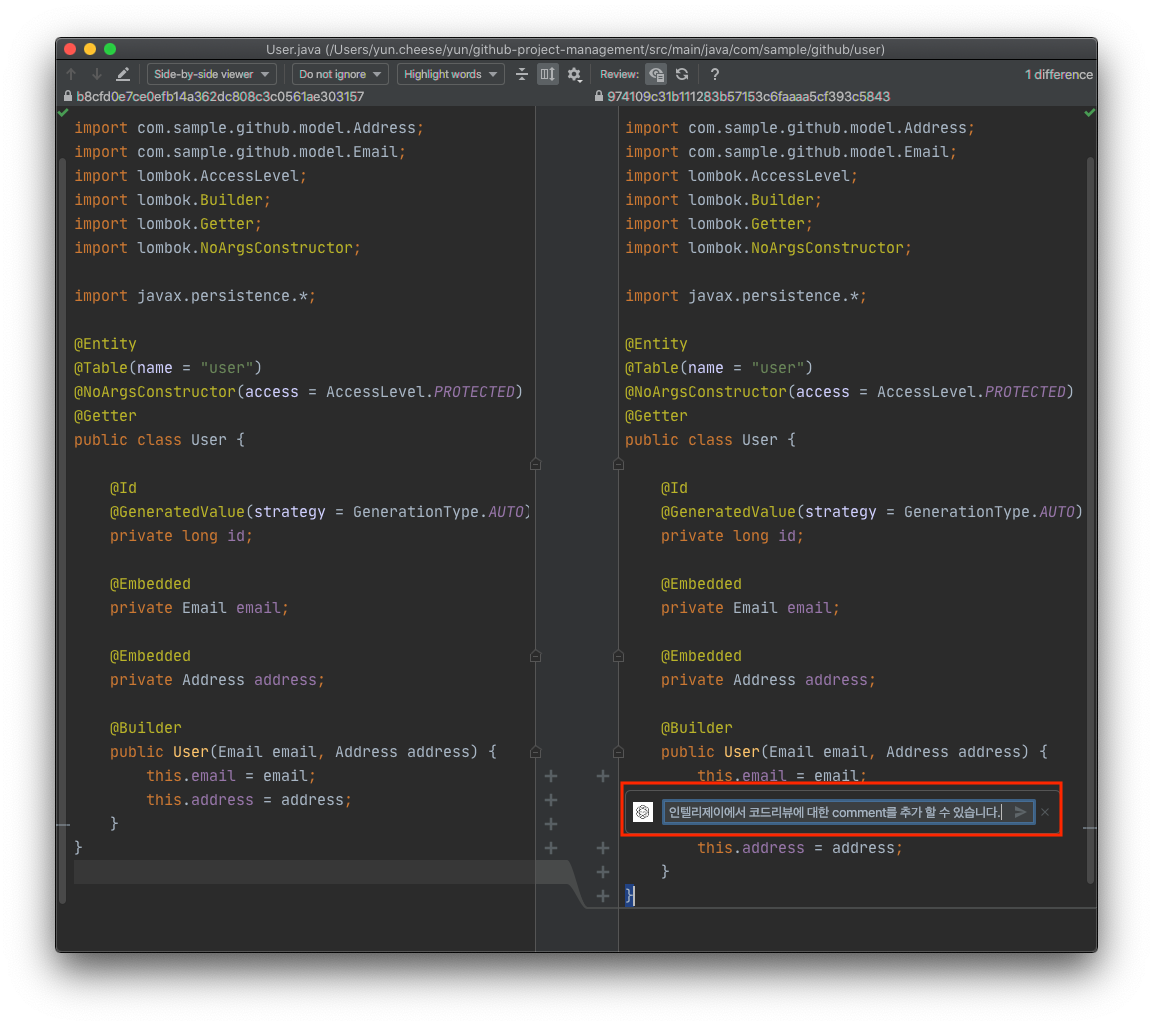 User.java (/Users/yun.cheese/yun/github-project-management/src/main/java/com/sample/github/user)
Side-by-side viewer Do not ignore Highlight words Review: ? 1 difference
b8cfd0e7ce0efb14a362dc808c3c0561ae303157
974109c31b111283b57153c6faaaa5cf393c5843
import com.sample.github.model.Address;
import com.sample.github.model.Email;
import lombok.AccessLevel;
import lombok.Builder;
import lombok.Getter;
import lombok.NoArgsConstructor;
import javax.persistence.*;
@Entity
@Table(name = "user")
@NoArgsConstructor(access = AccessLevel.PROTECTED)
@Getter
public class User {
@Id
@GeneratedValue(strategy = GenerationType.AUTO)
private long id;
@Embedded
private Email email;
@Embedded
private Address address;
@Builder
public User(Email email, Address address) {
this.email = email;
this.address = address;
}
}
import com.sample.github.model.Address;
import com.sample.github.model.Email;
import lombok.AccessLevel;
import lombok.Builder;
import lombok.Getter;
import lombok.NoArgsConstructor;
import javax.persistence.*;
@Entity
@Table(name = "user")
@NoArgsConstructor(access = AccessLevel.PROTECTED)
@Getter
public class User {
@Id
@GeneratedValue(strategy = GenerationType.AUTO)
private long id;
@Embedded
private Email email;
@Embedded
private Address address;
@Builder
public User(Email email, Address address) {
this.email = email;
인텔리제이에서 코드리뷰에 대한 comment를 추가 할 수 있습니다.
this.address = address;
}
}